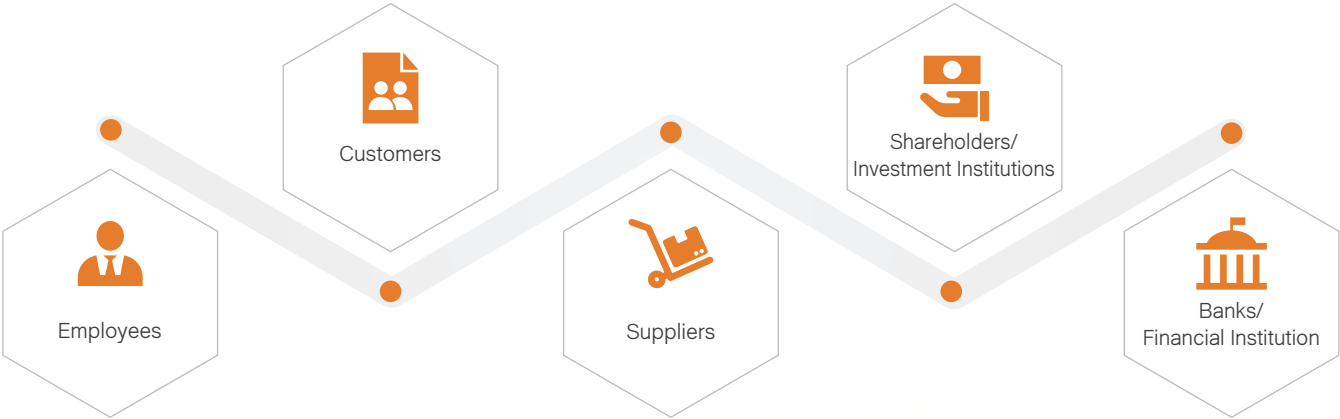 Employees
Customers
Suppliers
Shareholders/
Investment Institutions
Banks/
Financial Institution